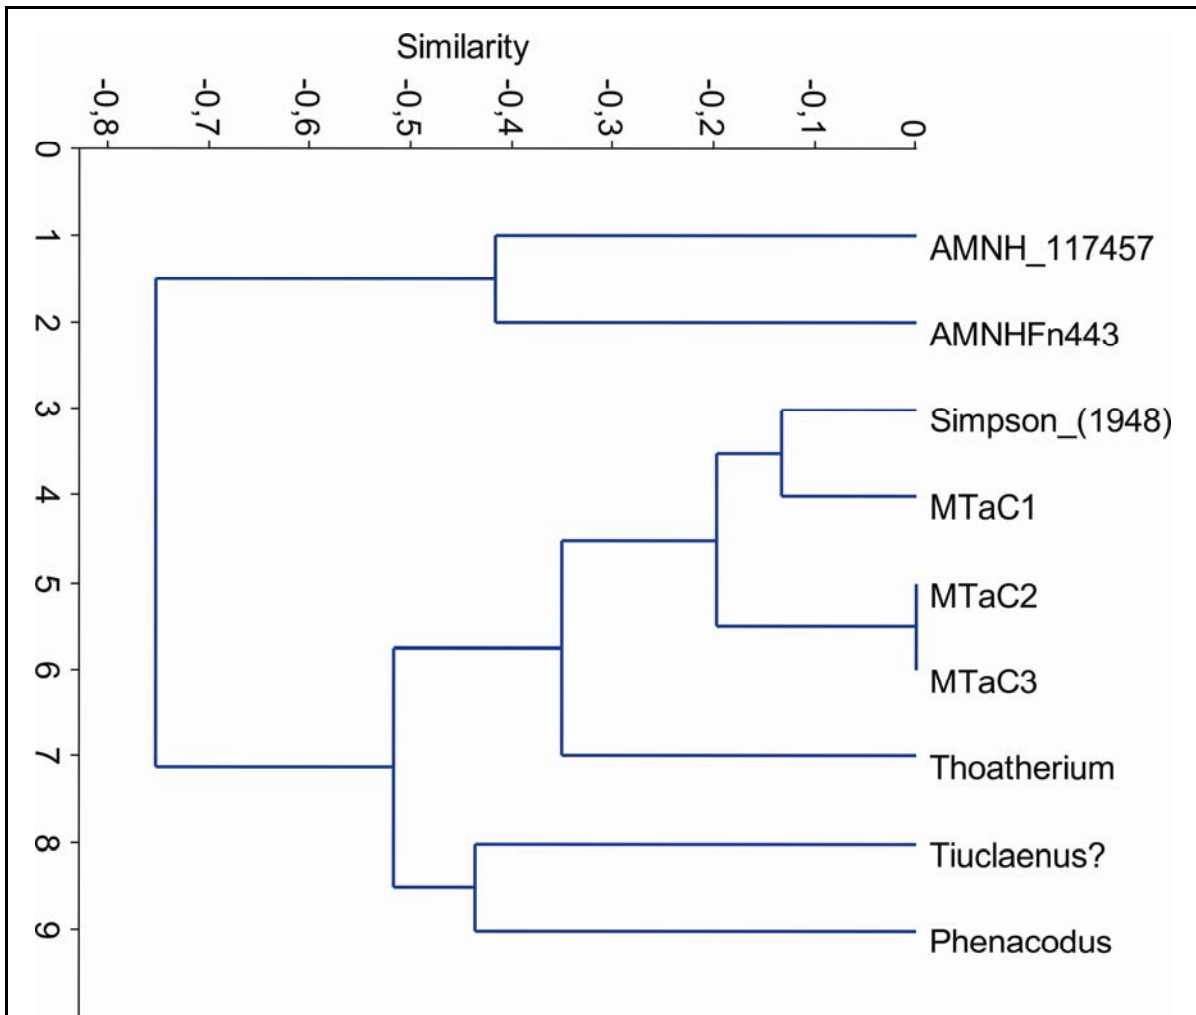 Similarity
-0,8 -0,7 -0,6 -0,5 -0,4 -0,3 -0,2 -0,1 0
0
1
AMNH_117457
2
AMNHFn443
3
Simpson_(1948)
4
MTaC1
5
MTaC2
6
MTaC3
7
Thoatherium
8
Tiuclaenus?
9
Phenacodus